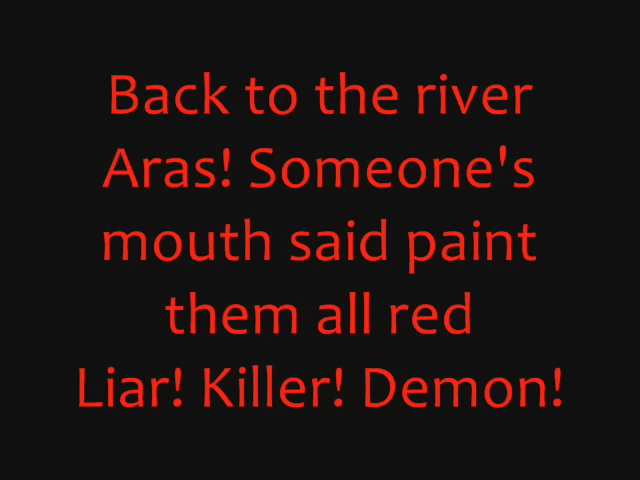 Back to the river
Aras! Someone's
mouth said paint
them all red
Liar! Killer! Demon!